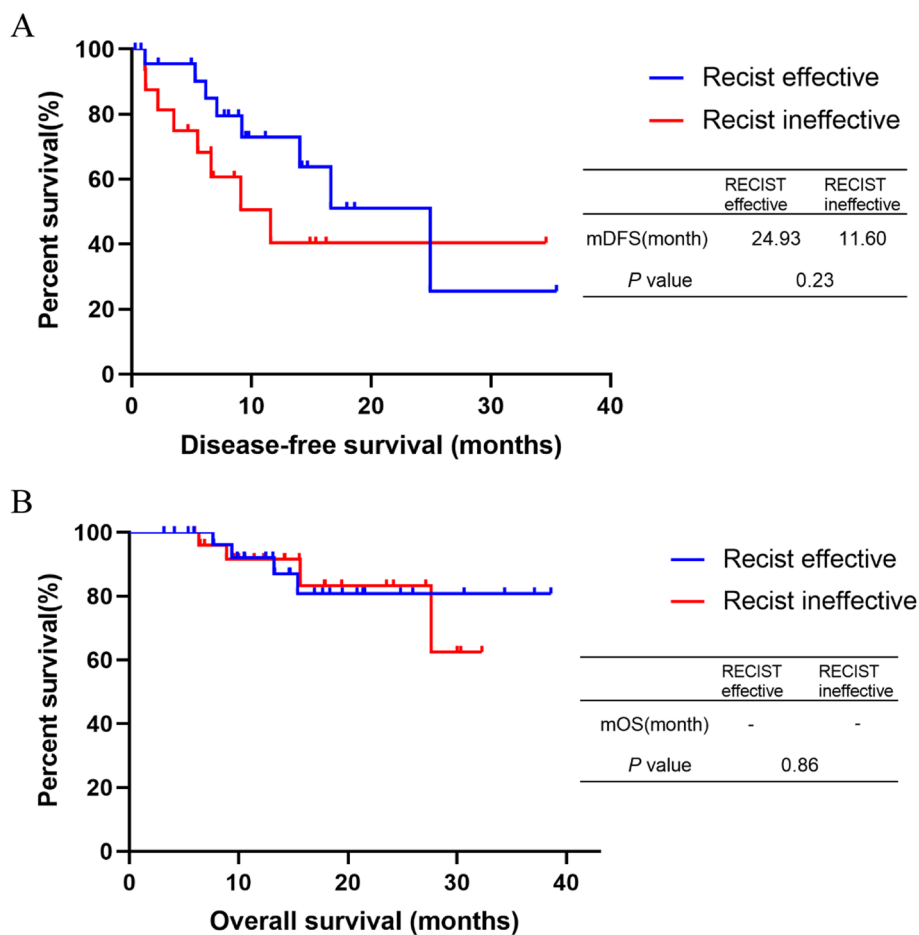 A
Percent survival(%)
100
80
60
40
20
0
0 10 20 30 40
Disease-free survival (months)
Recist effective
Recist ineffective
RECIST effective RECIST ineffective
mDFS(month) 24.93 11.60
P value 0.23
B
Percent survival(%)
100
80
60
40
20
0
0 10 20 30 40
Overall survival (months)
Recist effective
Recist ineffective
RECIST effective RECIST ineffective
mOS(month) - -
P value 0.86